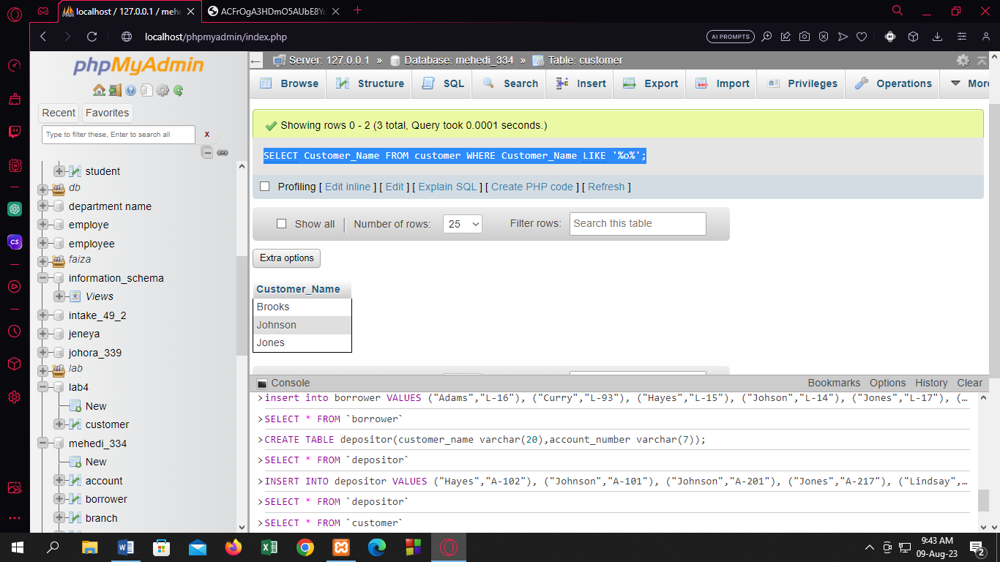 localhost / 127.0.0.1 / mehe
ACFrOgA3HDmO5AUbE8Yc
localhost/phpmyadmin/index.php
AI PROMPTS
phpMyAdmin
Recent
Favorites
Type to filter these, Enter to search all
x
student
db
department name
employe
employee
faiza
information_schema
Views
intake_49_2
jeneya
johora_339
lab
lab4
New
customer
mehedi_334
New
account
borrower
branch
Server: 127.0.0.1 » Database: mehedi_334 » Table: customer
Browse
Structure
SQL
Search
Insert
Export
Import
Privileges
Operations
More
Showing rows 0 - 2 (3 total, Query took 0.0001 seconds.)
SELECT Customer_Name FROM customer WHERE Customer_Name LIKE '%o%';
Profiling [ Edit inline ] [ Edit ] [ Explain SQL ] [ Create PHP code ] [ Refresh ]
Show all | Number of rows: 25 Filter rows: Search this table
Extra options
Customer_Name
Brooks
Johnson
Jones
Console
Bookmarks Options History Clear
>insert into borrower VALUES ("Adams","L-16"), ("Curry","L-93"), ("Hayes","L-15"), ("Johson","L-14"), ("Jones","L-17"), (…
>SELECT * FROM `borrower`
>CREATE TABLE depositor(customer_name varchar(20),account_number varchar(7));
>SELECT * FROM `depositor`
>INSERT INTO depositor VALUES ("Hayes","A-102"), ("Johnson","A-101"), ("Johnson","A-201"), ("Jones","A-217"), ("Lindsay",…
>SELECT * FROM `depositor`
>SELECT * FROM `customer`
CS
9:43 AM
09-Aug-23
2